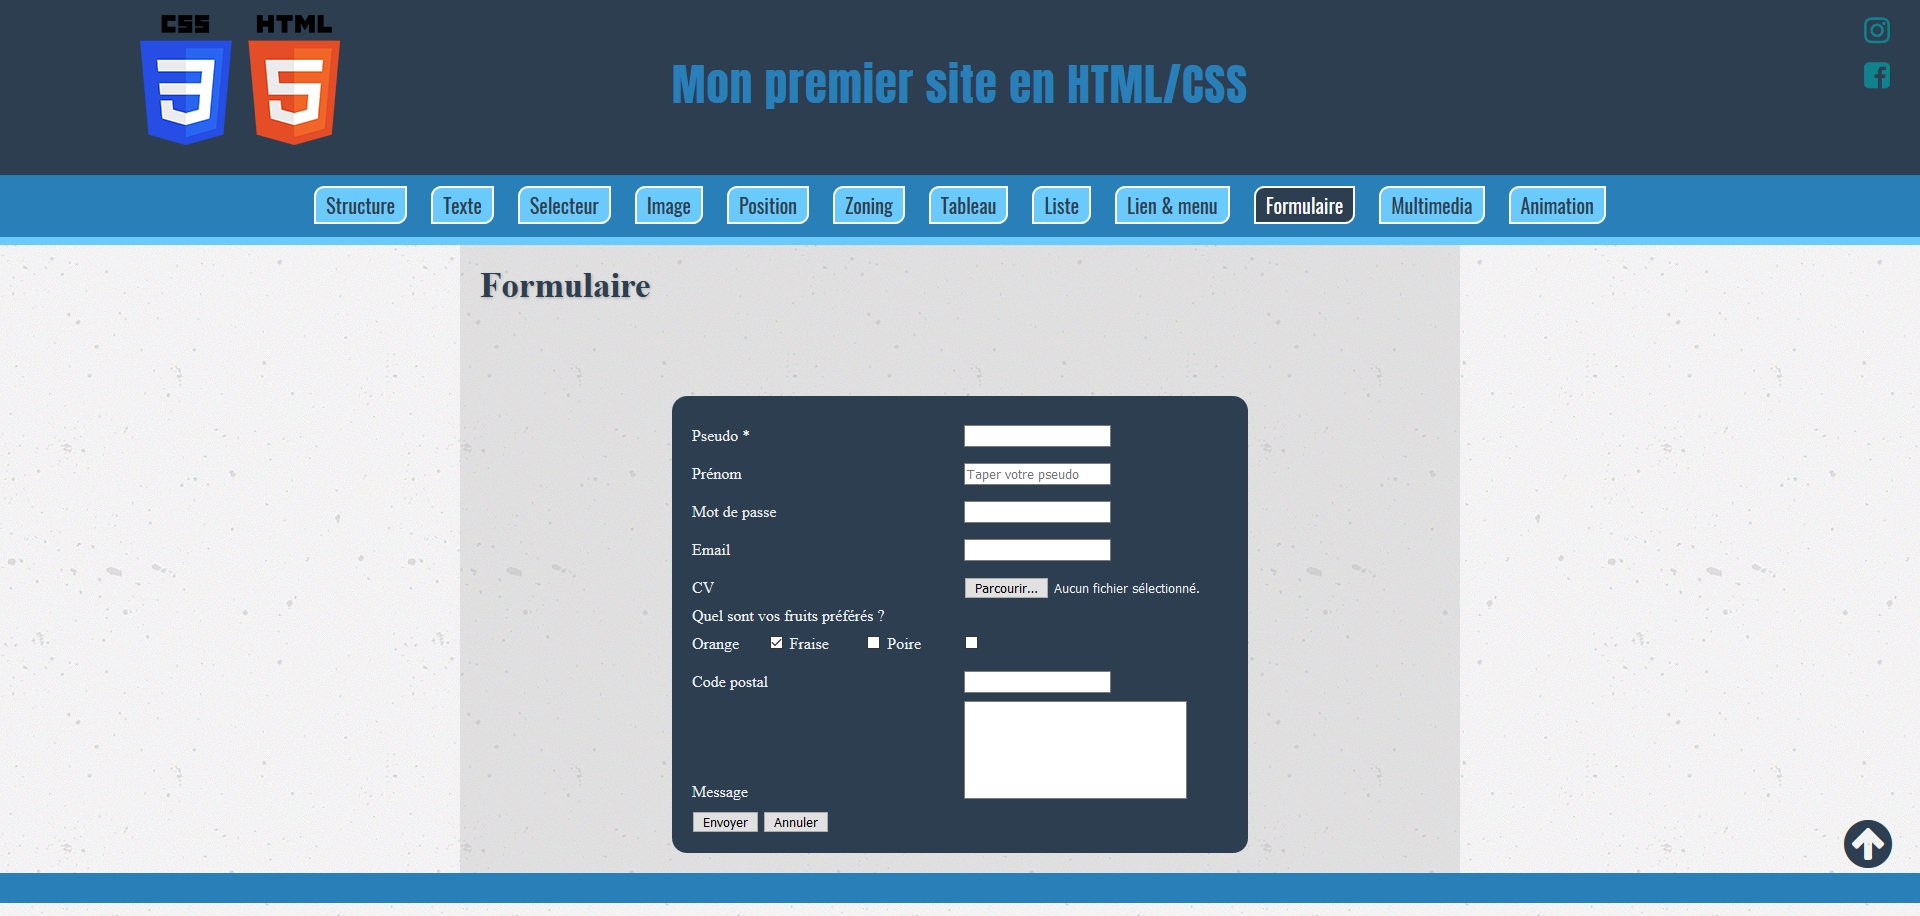 CSS HTML
Mon premier site en HTML/CSS
Structure Texte Selecteur Image Position Zoning Tableau Liste Lien & menu Formulaire Multimedia Animation
Formulaire
Pseudo *
Prénom Taper votre pseudo
Mot de passe
Email
CV Parcourir... Aucun fichier sélectionné.
Quel sont vos fruits préférés ?
Orange Fraise Poire
Code postal
Message
Envoyer Annuler